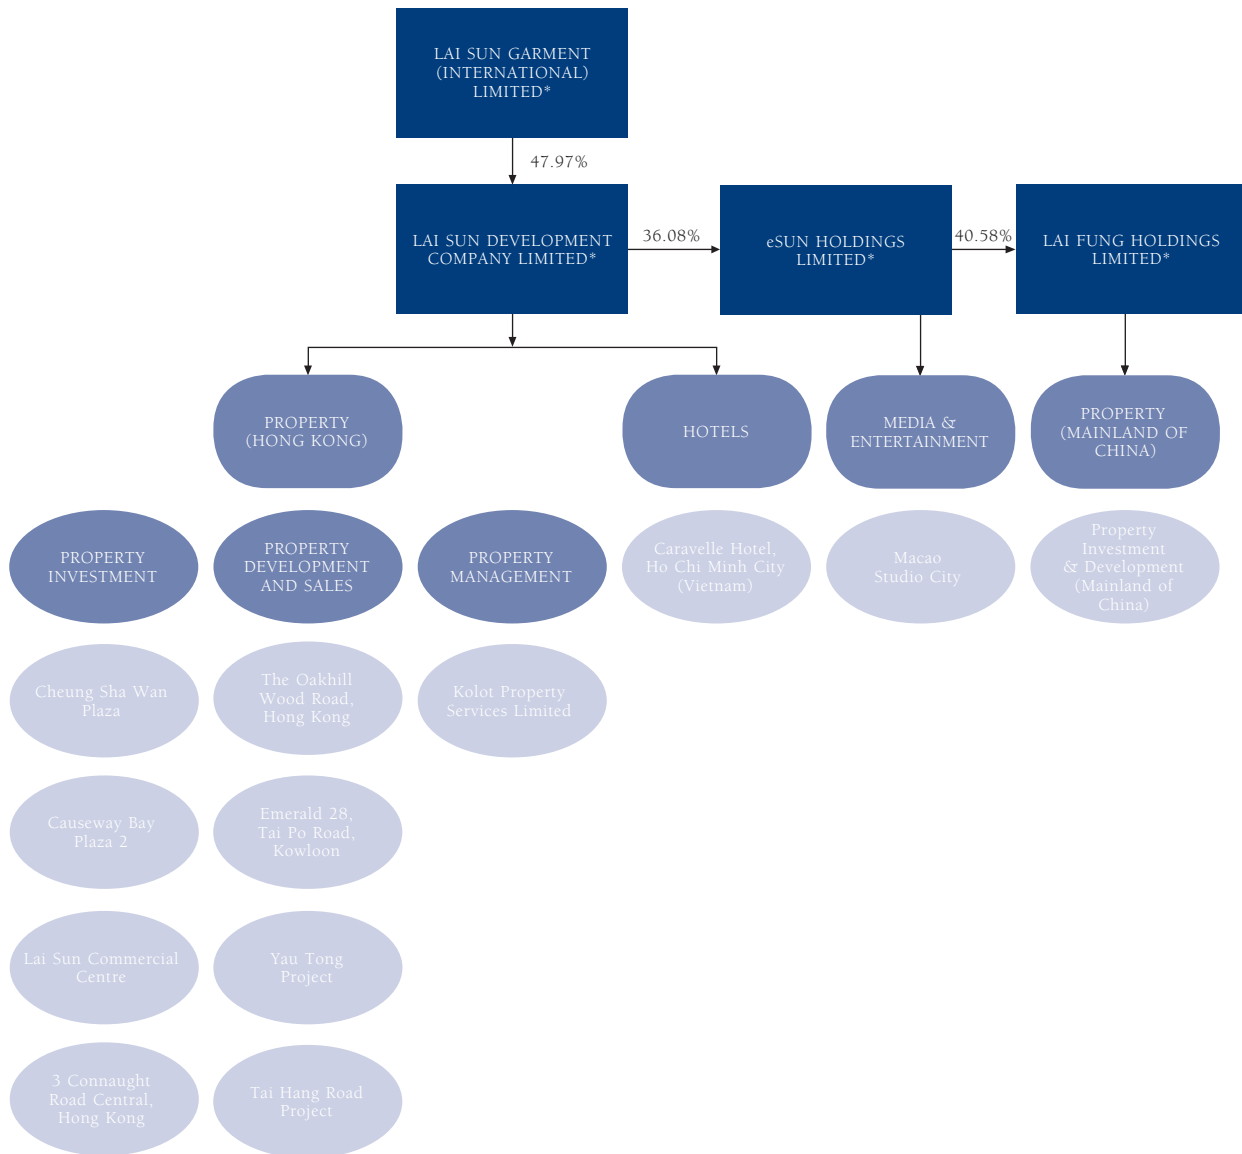 LAI SUN GARMENT
(INTERNATIONAL)
LIMITED*
47.97%
LAI SUN DEVELOPMENT
COMPANY LIMITED*
36.08%
eSUN HOLDINGS
LIMITED*
40.58%
LAI FUNG HOLDINGS
LIMITED*
PROPERTY
(HONG KONG)
HOTELS
MEDIA &
ENTERTAINMENT
PROPERTY
(MAINLAND OF
CHINA)
PROPERTY
INVESTMENT
PROPERTY
DEVELOPMENT
AND SALES
PROPERTY
MANAGEMENT
Caravelle Hotel,
Ho Chi Minh City
(Vietnam)
Macao
Studio City
Property
Investment
& Development
(Mainland of
China)
Cheung Sha Wan
Plaza
The Oakhill
Wood Road,
Hong Kong
Kolot Property
Services Limited
Causeway Bay
Plaza 2
Emerald 28,
Tai Po Road,
Kowloon
Lai Sun Commercial
Centre
Yau Tong
Project
3 Connaught
Road Central,
Hong Kong
Tai Hang Road
Project